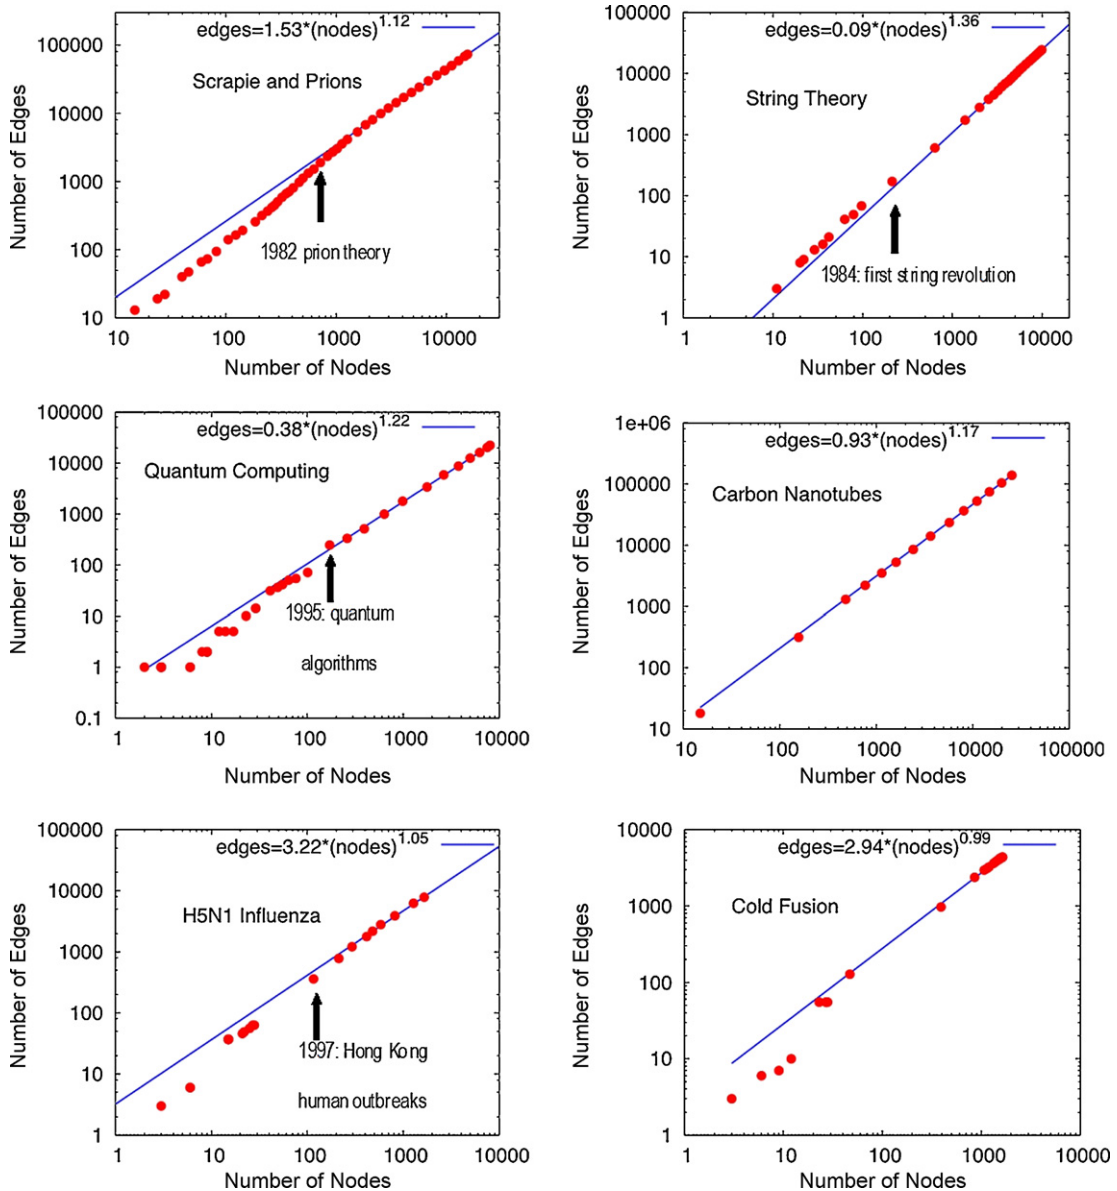 edges=1.53*(nodes)^1.12
Scrapie and Prions
1982 prion theory
100000
10000
1000
100
10
10
100
1000
10000
Number of Edges
Number of Nodes
edges=0.09*(nodes)^1.36
String Theory
1984: first string revolution
100000
10000
1000
100
10
1
1
10
100
1000
10000
Number of Edges
Number of Nodes
edges=0.38*(nodes)^1.22
Quantum Computing
1995: quantum
algorithms
100000
10000
1000
100
10
1
0.1
1
10
100
1000
10000
Number of Edges
Number of Nodes
edges=0.93*(nodes)^1.17
Carbon Nanotubes
1e+06
100000
10000
1000
100
10
10
100
1000
10000
100000
Number of Edges
Number of Nodes
edges=3.22*(nodes)^1.05
H5N1 Influenza
1997: Hong Kong
human outbreaks
100000
10000
1000
100
10
1
1
10
100
1000
10000
Number of Edges
Number of Nodes
edges=2.94*(nodes)^0.99
Cold Fusion
10000
1000
100
10
1
1
10
100
1000
10000
Number of Edges
Number of Nodes